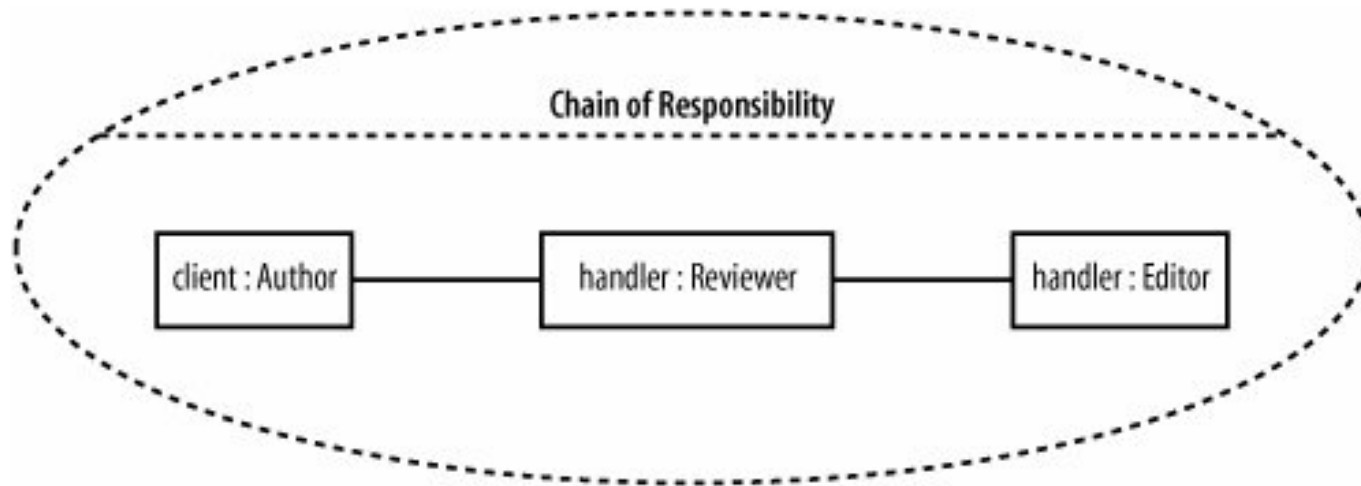 Chain of Responsibility
client : Author
handler : Reviewer
handler : Editor